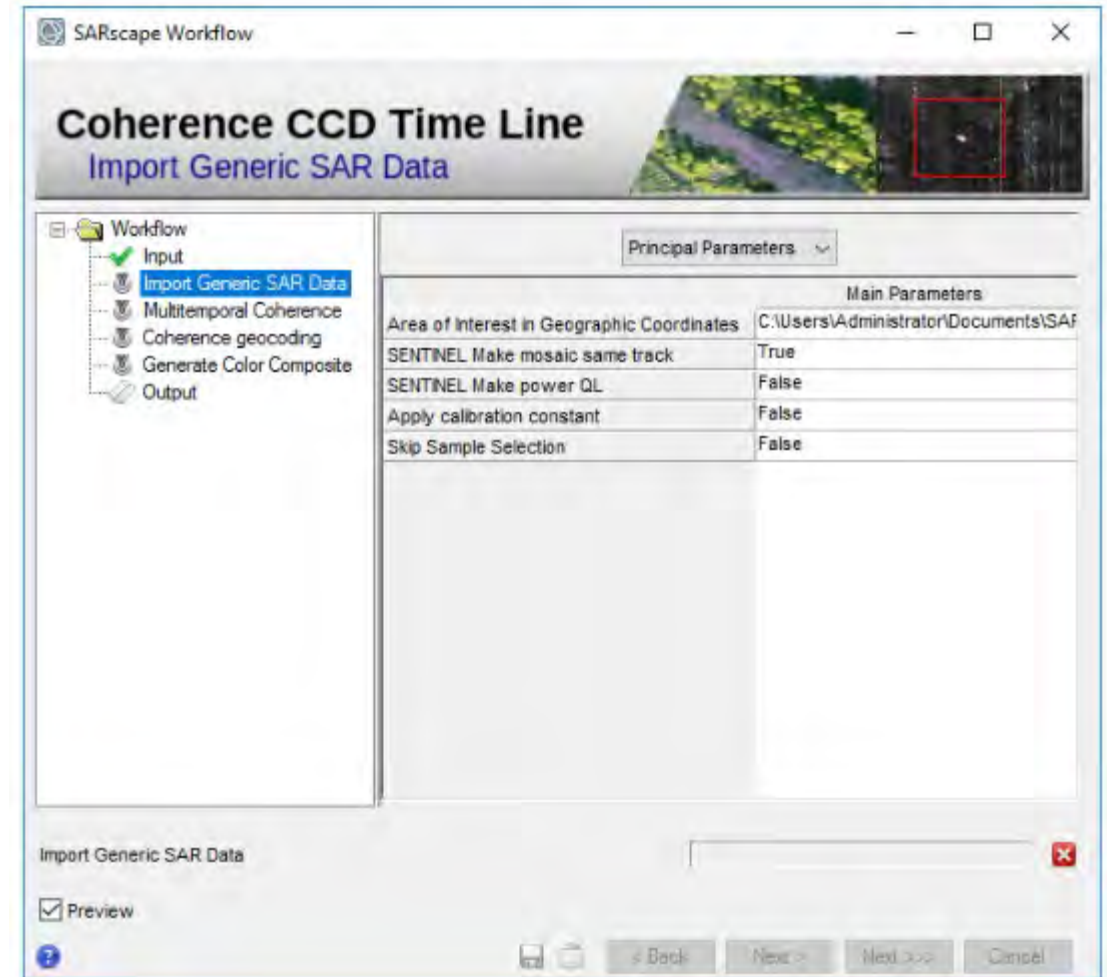 SARscape Workflow
Coherence CCD Time Line
Import Generic SAR Data
Workflow
Input
Import Generic SAR Data
Multitemporal Coherence
Coherence geocoding
Generate Color Composite
Output
Principal Parameters
Main Parameters
Area of Interest in Geographic Coordinates C:\Users\Administrator\Documents\SAR
SENTINEL Make mosaic same track True
SENTINEL Make power QL False
Apply calibration constant False
Skip Sample Selection False
Import Generic SAR Data
Preview
< Back Next > Next >>> Cancel